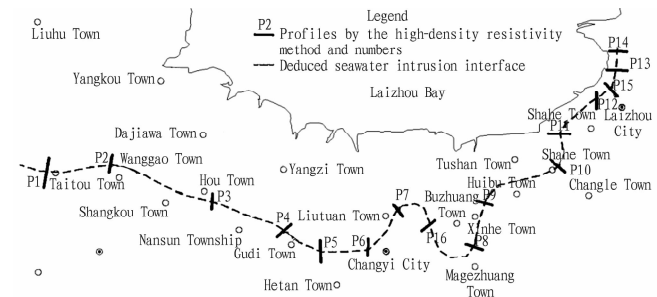 Legend
P2
Profiles by the high-density resistivity
method and numbers
Deduced seawater intrusion interface
Liuhu Town
Yangkou Town
Laizhou Bay
P14
P13
P15
P12
Shahe Town
Laizhou
City
P11
Dajiawa Town
P2
Wanggao Town
P1
Taitou Town
Yangzi Town
Tushan Town
Shahe Town
P10
Hou Town
P3
Huibu Town
Changle Town
Shangkou Town
P7
Buzhuang
Town
P9
P4
Liutuan Town
Xinhe Town
Nansun Township
Gudi Town
P5
P6
P16
P8
Changyi City
Magezhuang
Town
Hetan Town